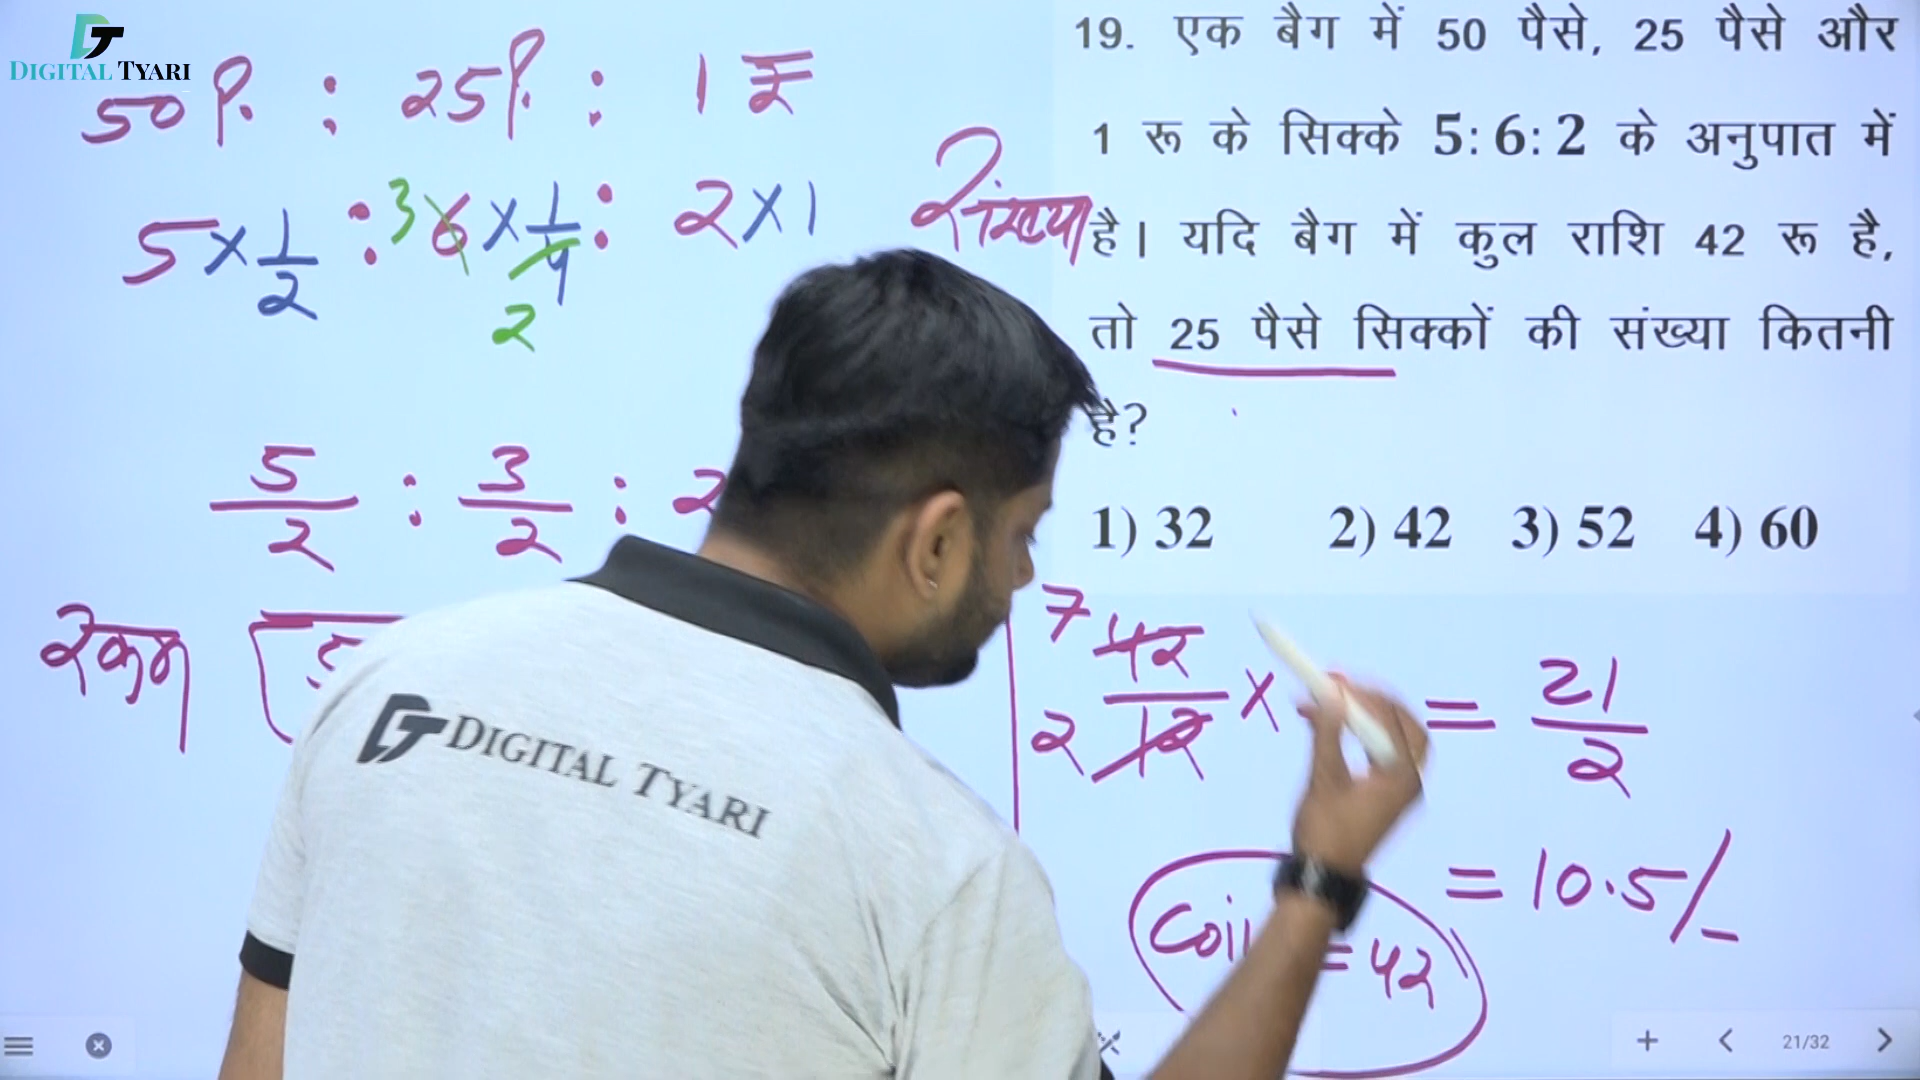 DIGITAL TYARI
50 P. : 25 P. : 1 ₹
5 × 1/2 : 3 6 × 1/4 2 : 2 × 1 संख्या
5/2 : 3/2 : 2
रकम 5
19. एक बैग में 50 पैसे, 25 पैसे और
1 रू के सिक्के 5: 6: 2 के अनुपात में
है। यदि बैग में कुल राशि 42 रू है,
तो 25 पैसे सिक्कों की संख्या कितनी
है?
1) 32 2) 42 3) 52 4) 60
7 42/12 2 × = 21/2
= 10.5/-
= 42
DIGITAL TYARI
21/32